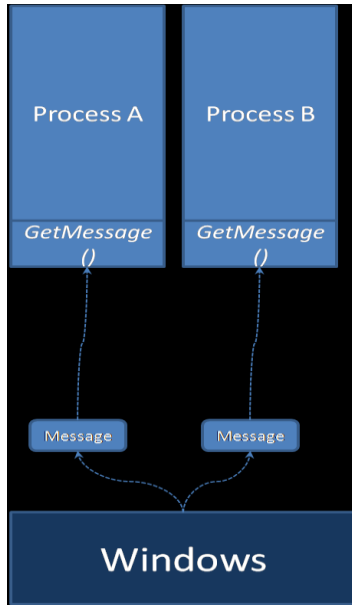 Process A
Process B
GetMessage
()
GetMessage
()
Message
Message
Windows